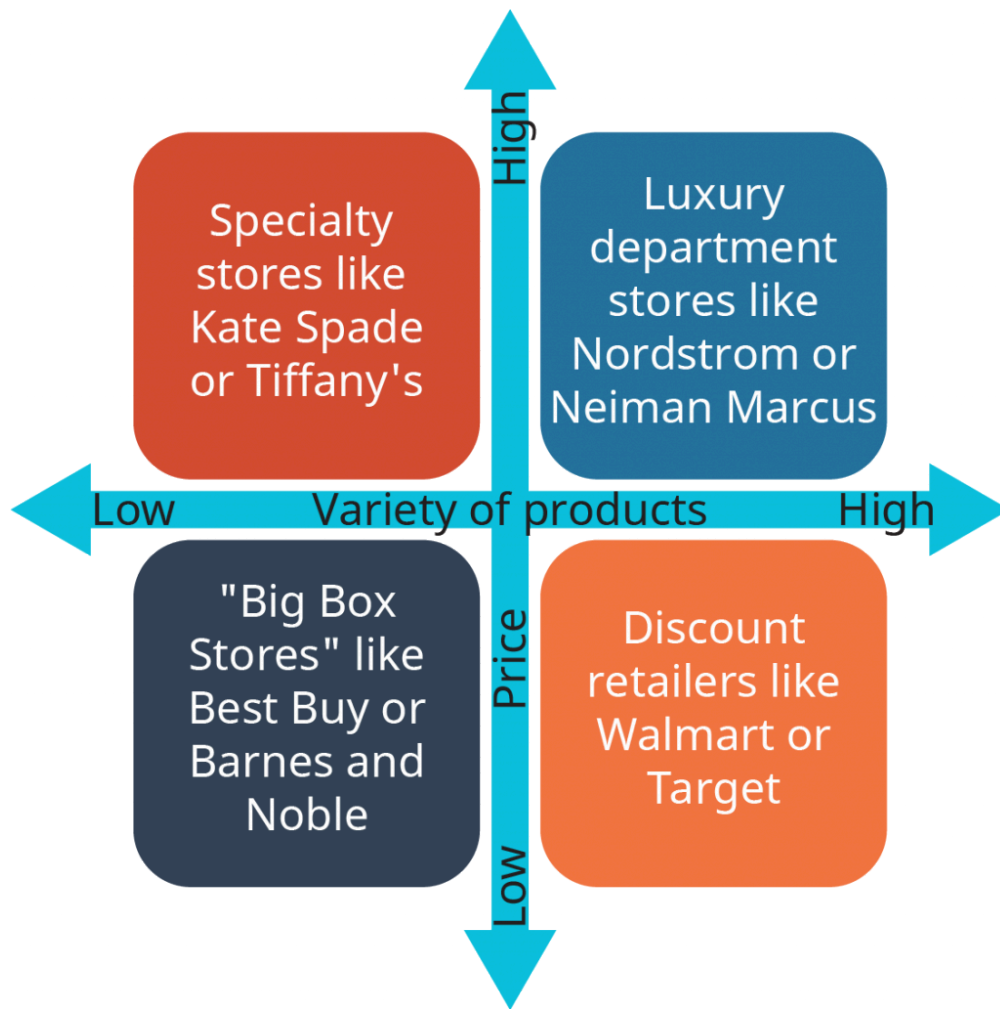 High
Specialty
stores like
Kate Spade
or Tiffany's
Luxury
department
stores like
Nordstrom or
Neiman Marcus
Low
Variety of products
High
"Big Box
Stores" like
Best Buy or
Barnes and
Noble
Price
Discount
retailers like
Walmart or
Target
Low